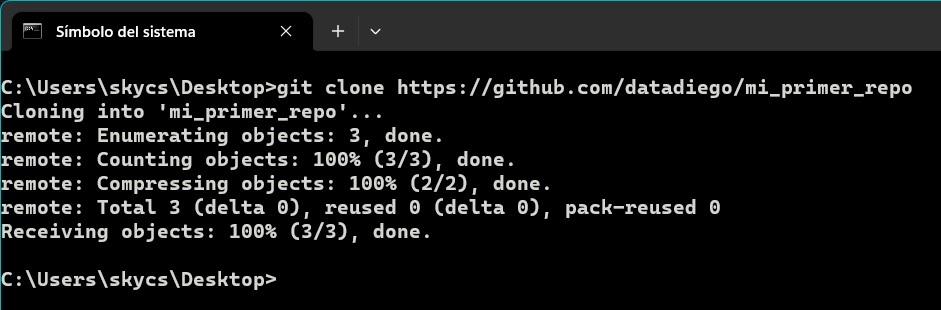 Símbolo del sistema
C:\Users\skycs\Desktop>git clone https://github.com/datadiego/mi_primer_repo
Cloning into 'mi_primer_repo'...
remote: Enumerating objects: 3, done.
remote: Counting objects: 100% (3/3), done.
remote: Compressing objects: 100% (2/2), done.
remote: Total 3 (delta 0), reused 0 (delta 0), pack-reused 0
Receiving objects: 100% (3/3), done.
C:\Users\skycs\Desktop>